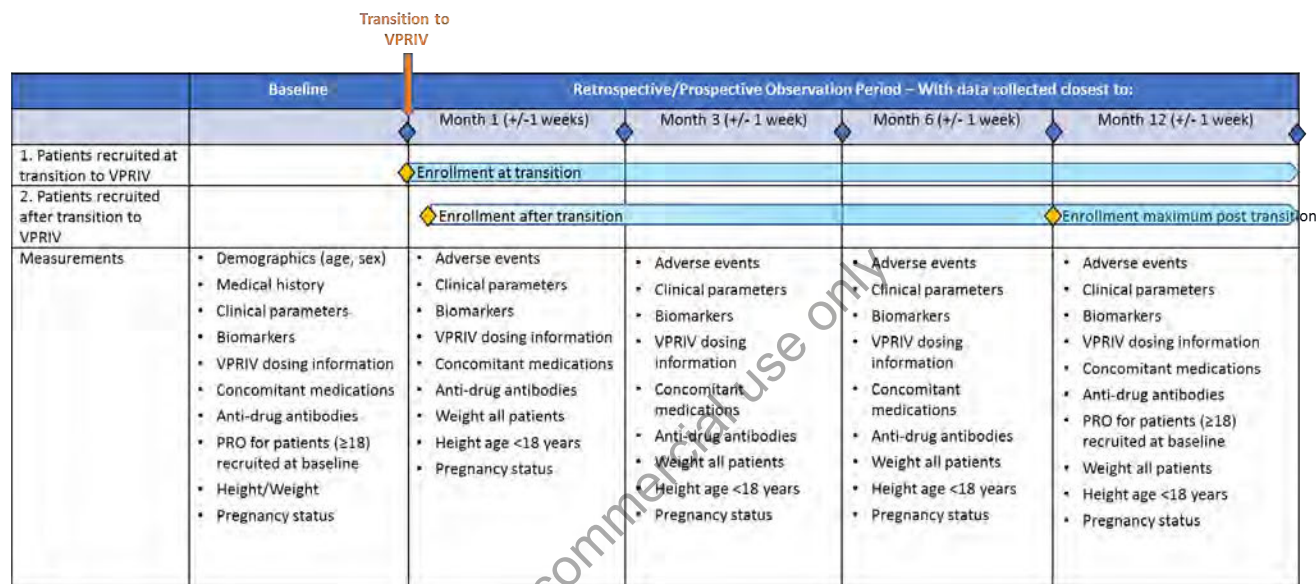 Transition to
VPRIV
Baseline
Retrospective/Prospective Observation Period – With data collected closest to:
Month 1 (+/-1 weeks)
Month 3 (+/- 1 week)
Month 6 (+/- 1 week)
Month 12 (+/- 1 week)
1. Patients recruited at
transition to VPRIV
Enrollment at transition
2. Patients recruited
after transition to
VPRIV
Enrollment after transition
Enrollment maximum post transition
Measurements
• Demographics (age, sex)
• Medical history
• Clinical parameters
• Biomarkers
• VPRIV dosing information
• Concomitant medications
• Anti-drug antibodies
• PRO for patients (≥18)
recruited at baseline
• Height/Weight
• Pregnancy status
• Adverse events
• Clinical parameters
• Biomarkers
• VPRIV dosing information
• Concomitant medications
• Anti-drug antibodies
• Weight all patients
• Height age <18 years
• Pregnancy status
• Adverse events
• Clinical parameters
• Biomarkers
• VPRIV dosing
information
• Concomitant
medications
• Anti-drug antibodies
• Weight all patients
• Height age <18 years
• Pregnancy status
• Adverse events
• Clinical parameters
• Biomarkers
• VPRIV dosing
information
• Concomitant
medications
• Anti-drug antibodies
• Weight all patients
• Height age <18 years
• Pregnancy status
• Adverse events
• Clinical parameters
• Biomarkers
• VPRIV dosing information
• Concomitant medications
• Anti-drug antibodies
• PRO for patients (≥18)
recruited at baseline
• Weight all patients
• Height age <18 years
• Pregnancy status
commercial use only